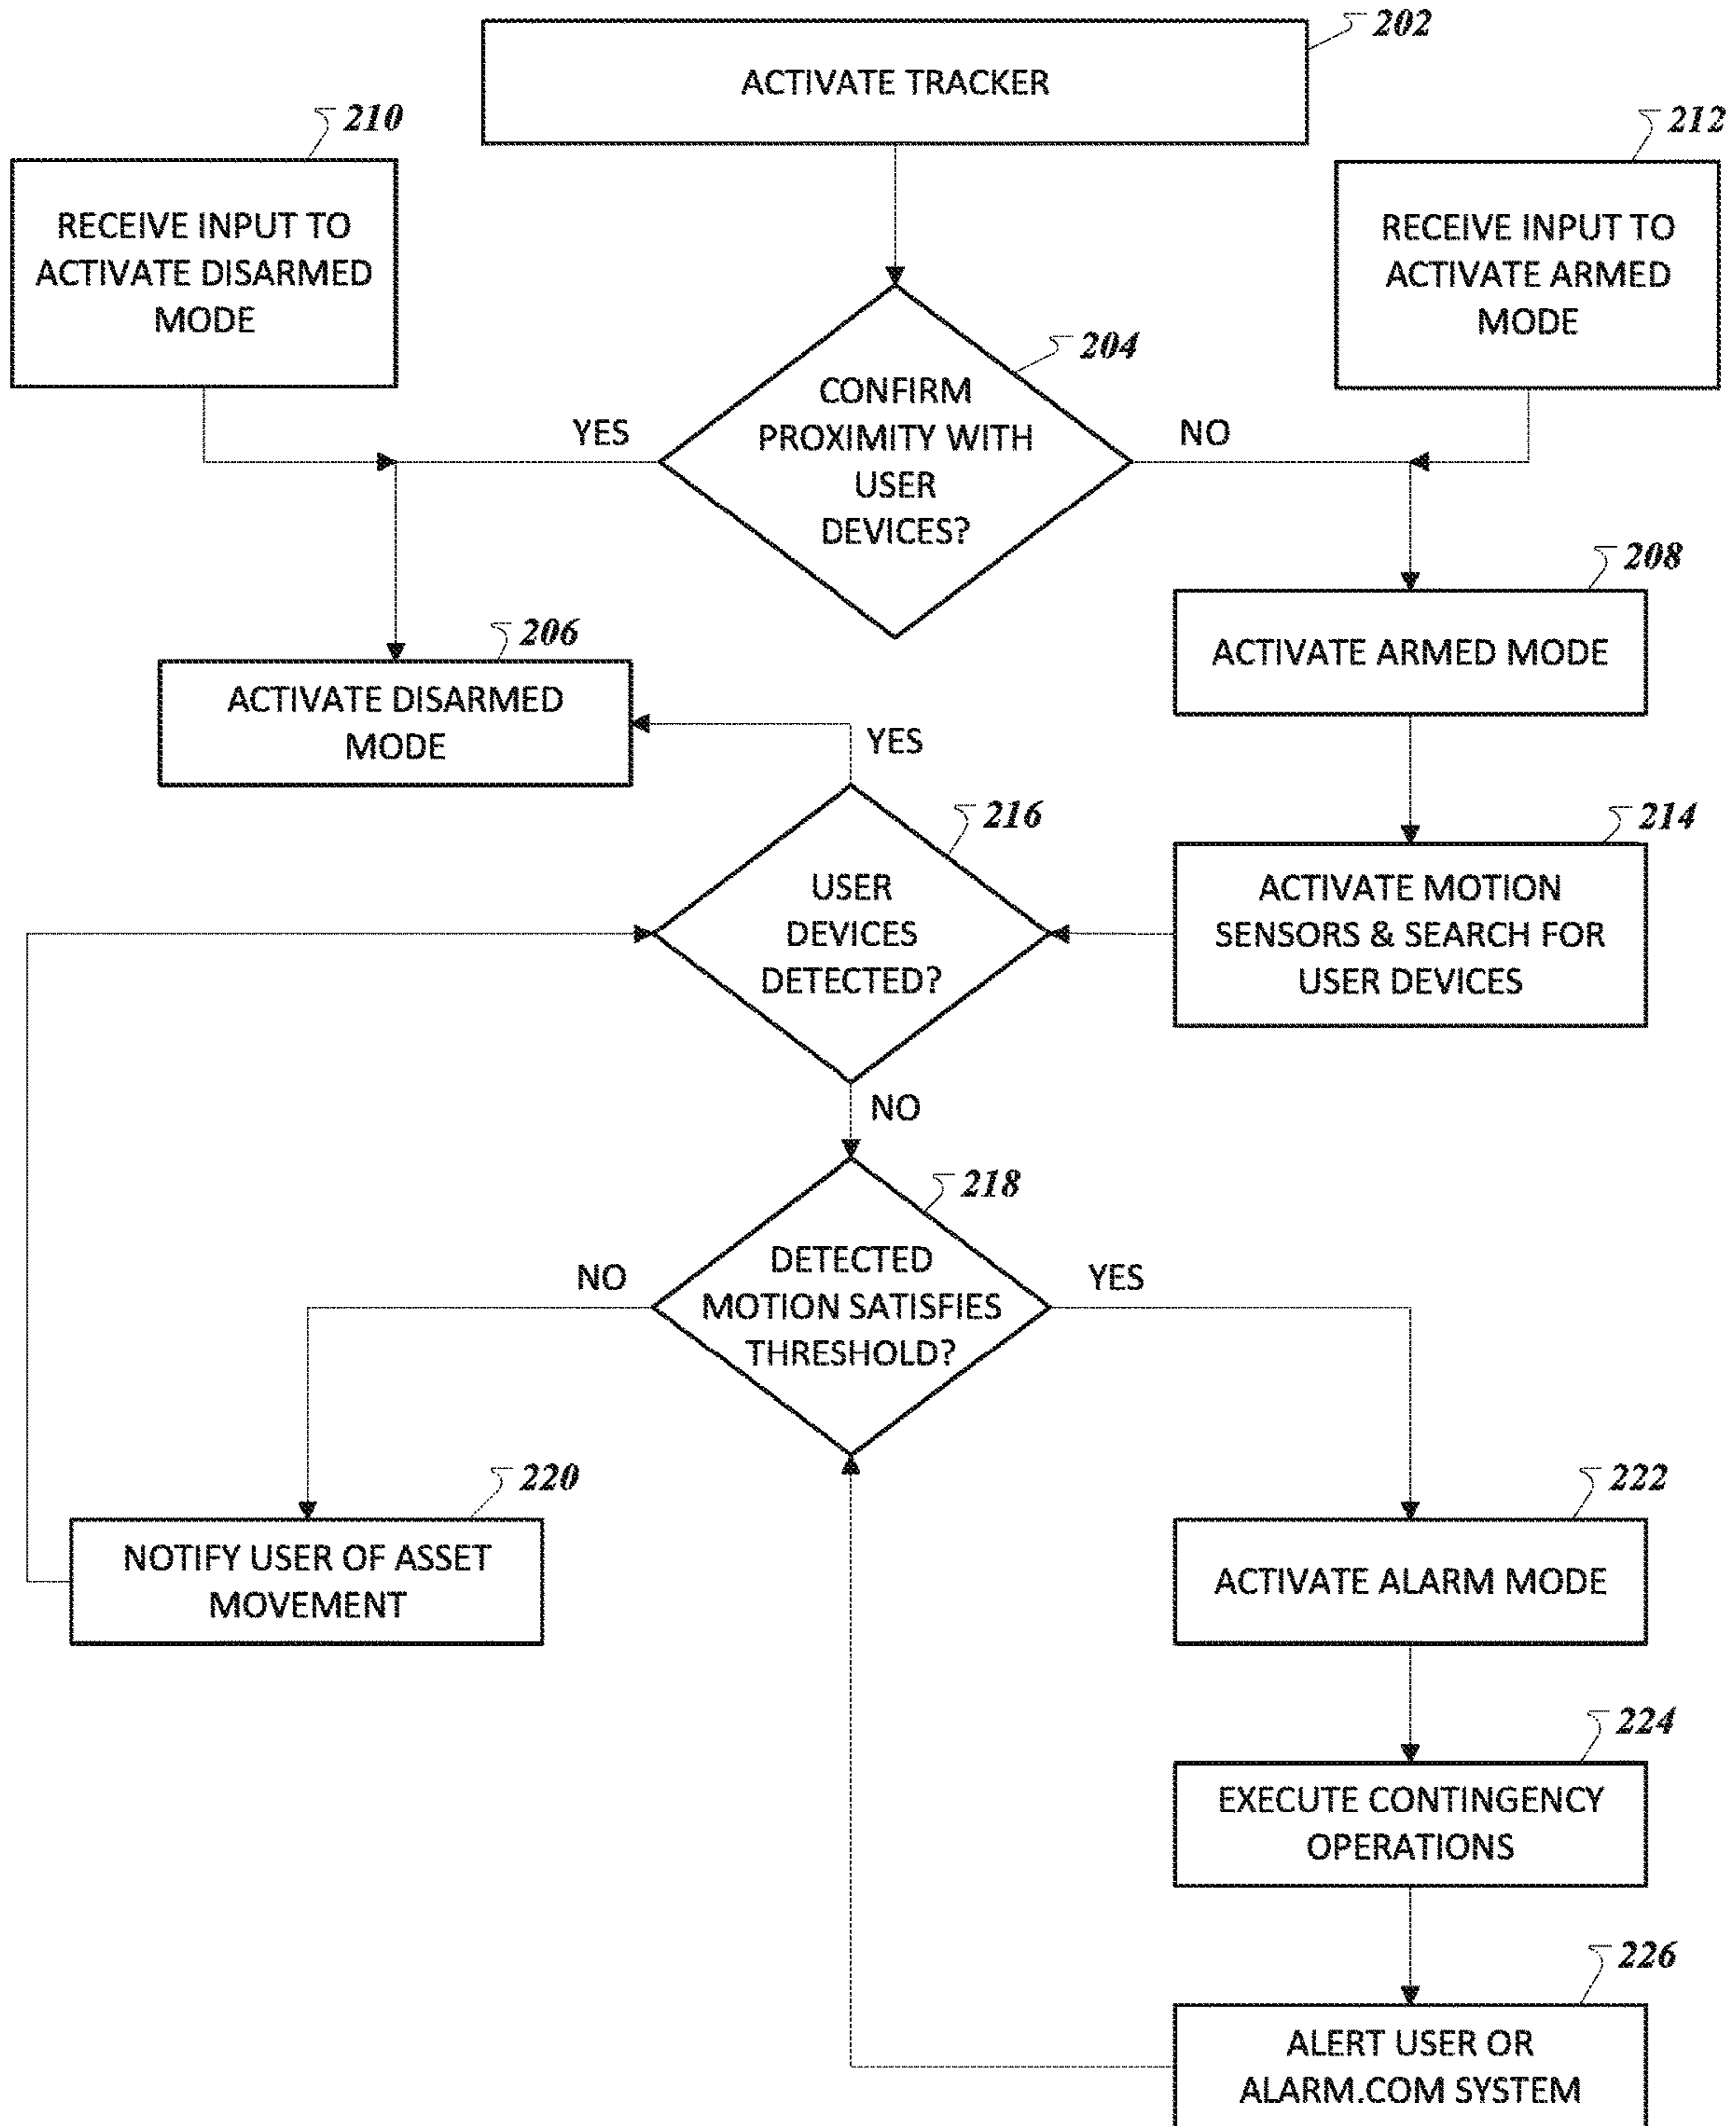 202
ACTIVATE TRACKER
210
RECEIVE INPUT TO
ACTIVATE DISARMED
MODE
212
RECEIVE INPUT TO
ACTIVATE ARMED
MODE
204
CONFIRM
PROXIMITY WITH
USER
DEVICES?
YES
NO
208
ACTIVATE ARMED MODE
206
ACTIVATE DISARMED
MODE
YES
216
USER
DEVICES
DETECTED?
214
ACTIVATE MOTION
SENSORS & SEARCH FOR
USER DEVICES
NO
218
DETECTED
MOTION SATISFIES
THRESHOLD?
NO
YES
220
NOTIFY USER OF ASSET
MOVEMENT
222
ACTIVATE ALARM MODE
224
EXECUTE CONTINGENCY
OPERATIONS
226
ALERT USER OR
ALARM.COM SYSTEM